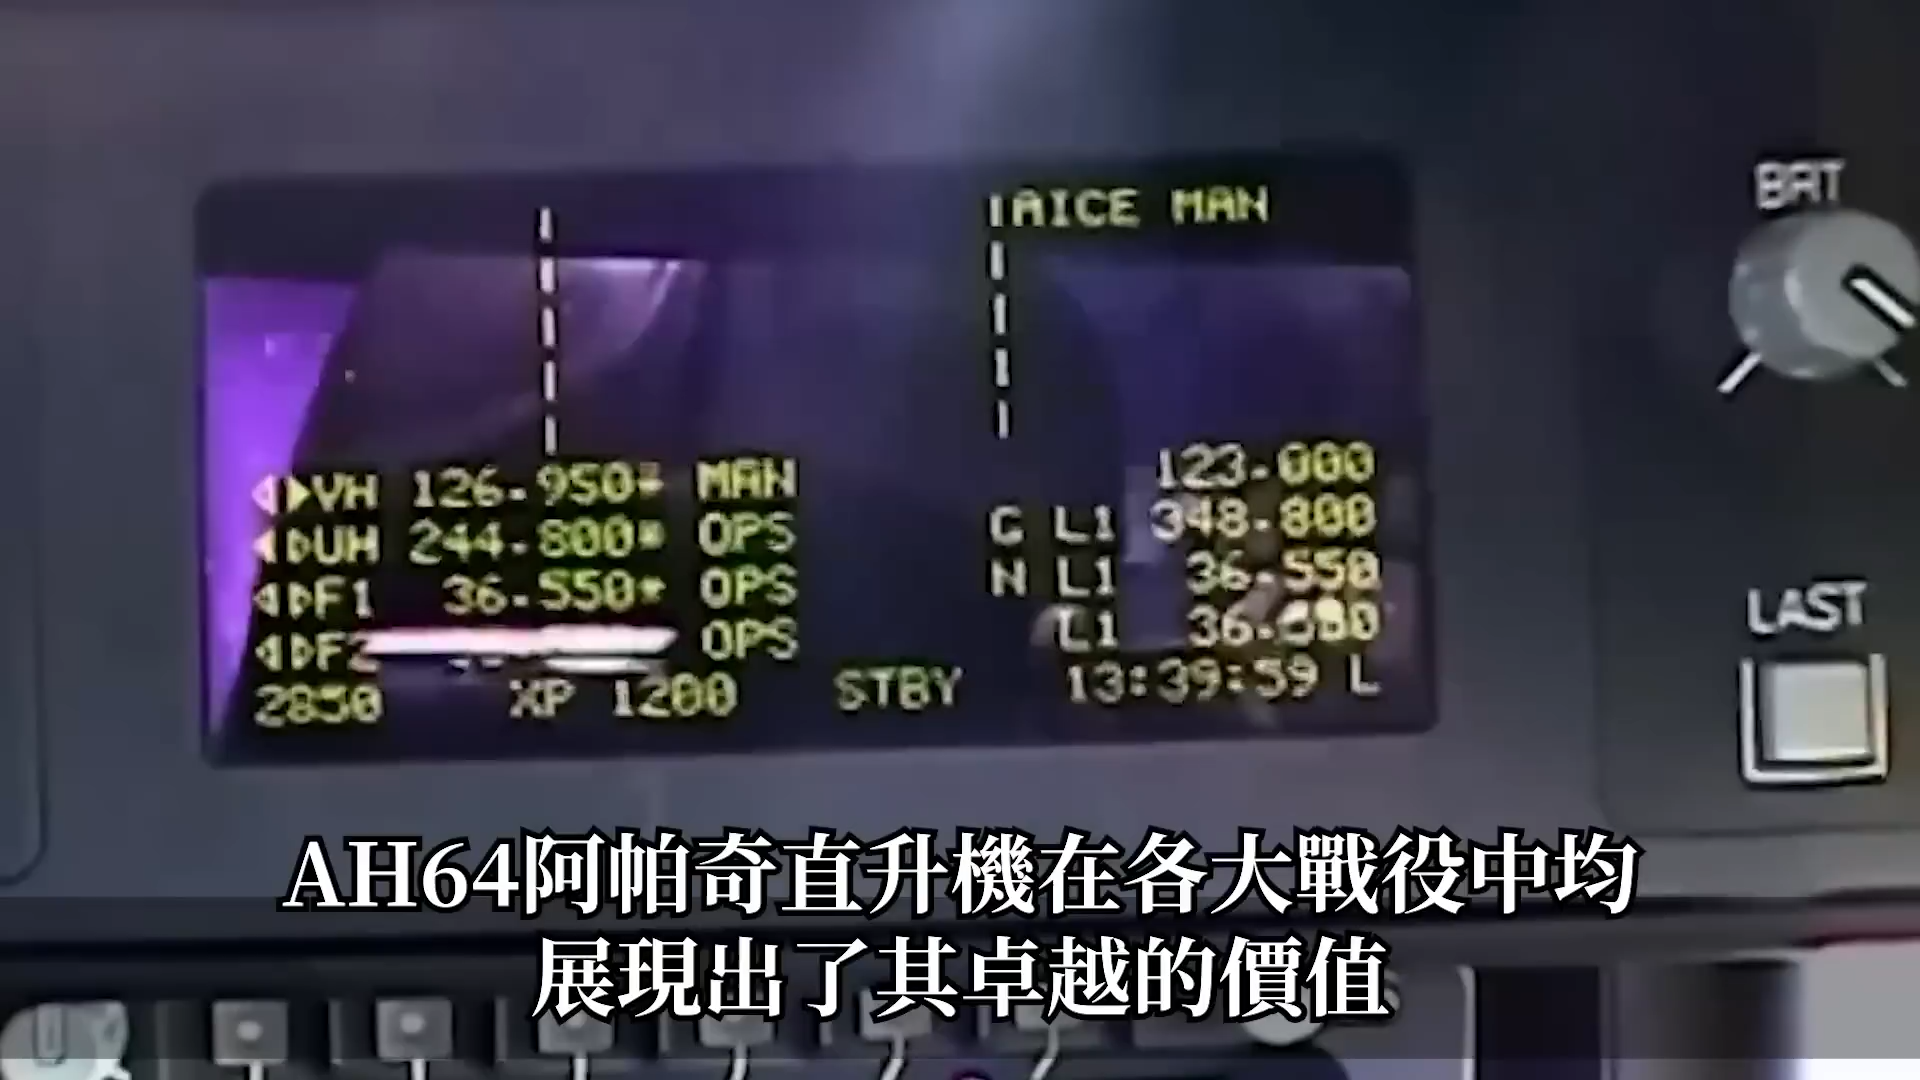 AICE MAN
BRT
VH 126.950* MAN
123.000
UH 244.800* OPS
G L1 348.800
F1 36.550* OPS
N L1 36.550
F2 OPS
L1
LAST
2850 XP 1200 STBY 13:39:59 L
AH64阿帕奇直升機在各大戰役中均
展現出了其卓越的價值